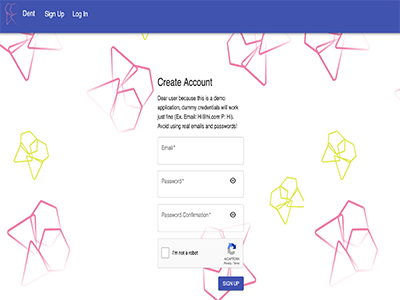 Dent Sign Up Log In
Create Account
Dear user because this is a demo
application, dummy credentials will work
just fine (Ex. Email: Hi@hi.com P: Hi).
Avoid using real emails and passwords!
Email*
Password*
Password Confirmation*
I'm not a robot
reCAPTCHA
Privacy - Terms
SIGN UP